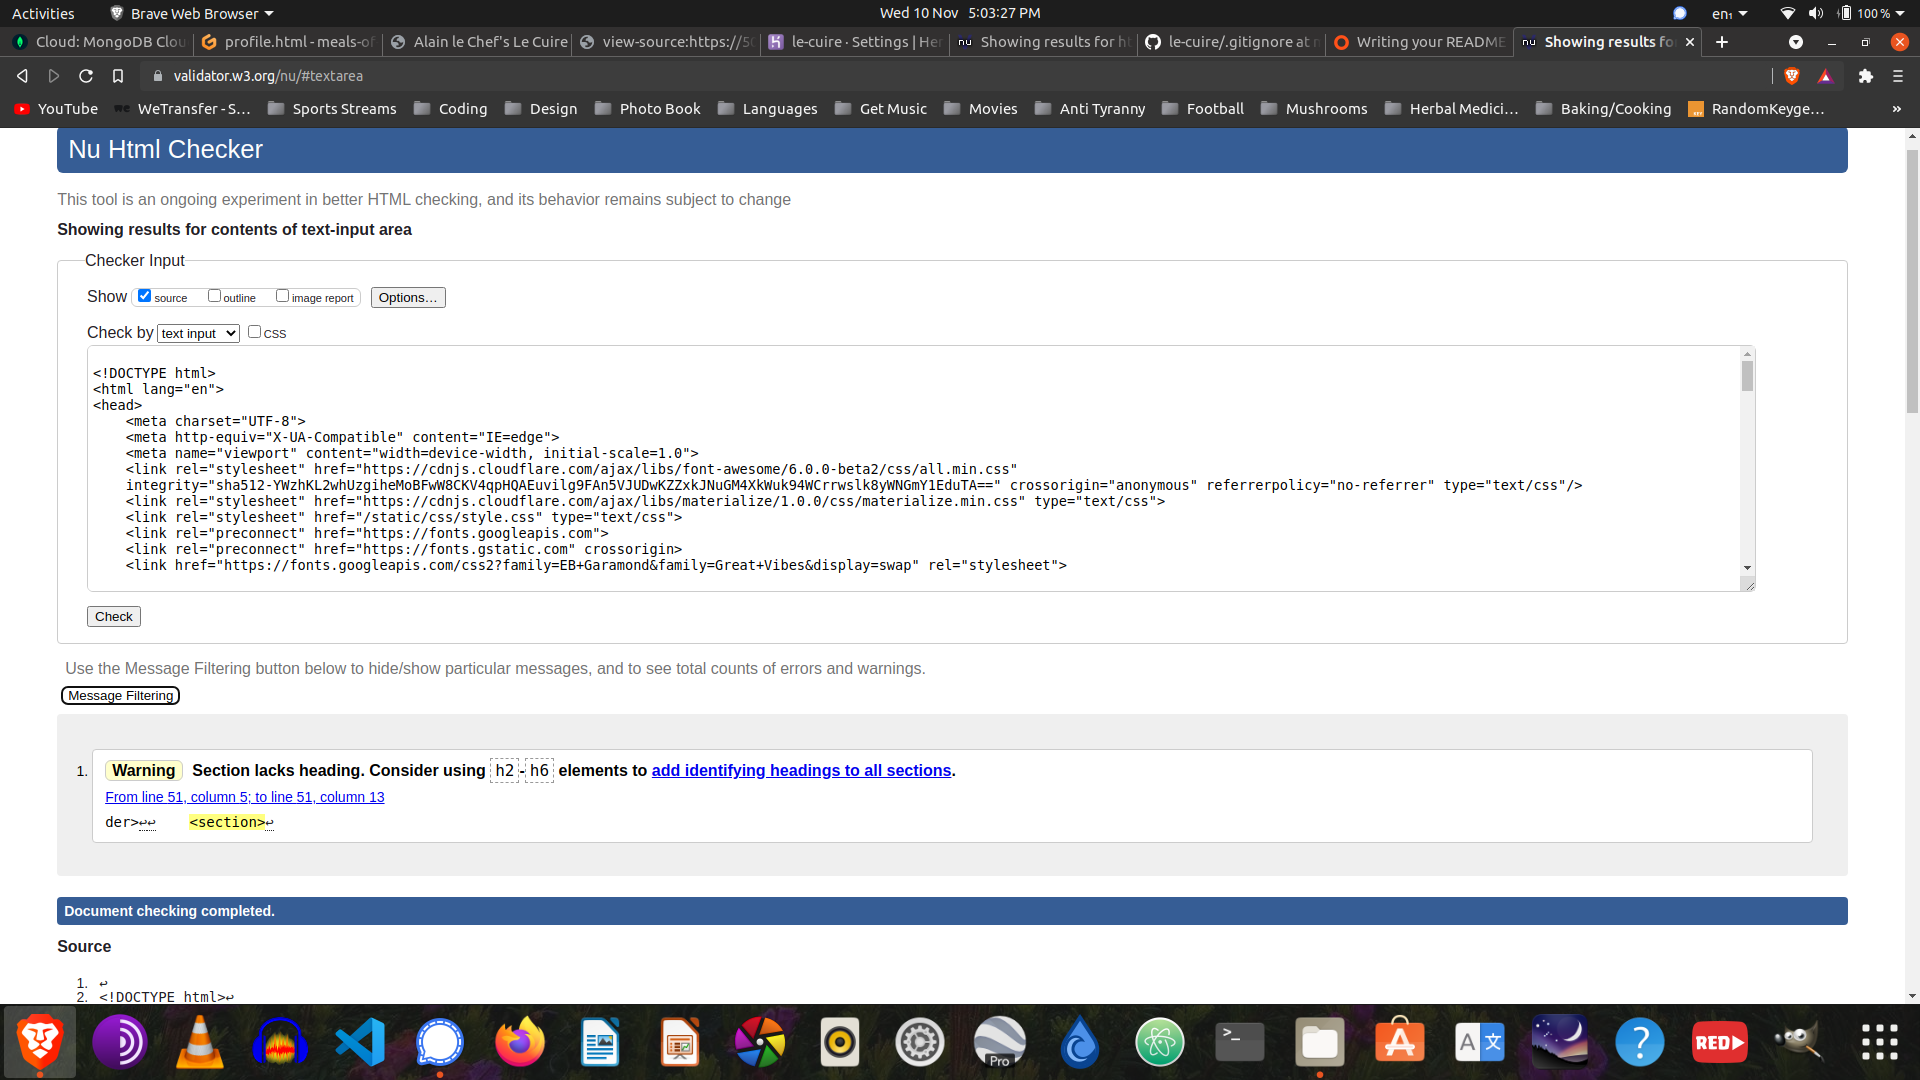 Activities Brave Web Browser Wed 10 Nov 5:03:27 PM en₁ 100 %
Cloud: MongoDB Clou profile.html - meals-of Alain le Chef's Le Cuire view-source:https://50 le-cuire · Settings | Her Showing results for ht le-cuire/.gitignore at m Writing your README Showing results fo
validator.w3.org/nu/#textarea
YouTube WeTransfer - S… Sports Streams Coding Design Photo Book Languages Get Music Movies Anti Tyranny Football Mushrooms Herbal Medici… Baking/Cooking RandomKeyge… »
Nu Html Checker
This tool is an ongoing experiment in better HTML checking, and its behavior remains subject to change
Showing results for contents of text-input area
Checker Input
Show source outline image report Options…
Check by text input CSS
<!DOCTYPE html>
<html lang="en">
<head>
<meta charset="UTF-8">
<meta http-equiv="X-UA-Compatible" content="IE=edge">
<meta name="viewport" content="width=device-width, initial-scale=1.0">
<link rel="stylesheet" href="https://cdnjs.cloudflare.com/ajax/libs/font-awesome/6.0.0-beta2/css/all.min.css"
integrity="sha512-YWzhKL2whUzgiheMoBFwW8CKV4qpHQAEuvilg9FAn5VJUDwKZZxkJNuGM4XkWuk94WCrrwslk8yWNGmY1EduTA==" crossorigin="anonymous" referrerpolicy="no-referrer" type="text/css"/>
<link rel="stylesheet" href="https://cdnjs.cloudflare.com/ajax/libs/materialize/1.0.0/css/materialize.min.css" type="text/css">
<link rel="stylesheet" href="/static/css/style.css" type="text/css">
<link rel="preconnect" href="https://fonts.googleapis.com">
<link rel="preconnect" href="https://fonts.gstatic.com" crossorigin>
<link href="https://fonts.googleapis.com/css2?family=EB+Garamond&family=Great+Vibes&display=swap" rel="stylesheet">
Check
Use the Message Filtering button below to hide/show particular messages, and to see total counts of errors and warnings.
Message Filtering
1. Warning Section lacks heading. Consider using h2-h6 elements to add identifying headings to all sections.
From line 51, column 5; to line 51, column 13
der>↩↩ <section>↩
Document checking completed.
Source
1. ↩
2. <!DOCTYPE html>↩
Pro >_ A 文 ? RED